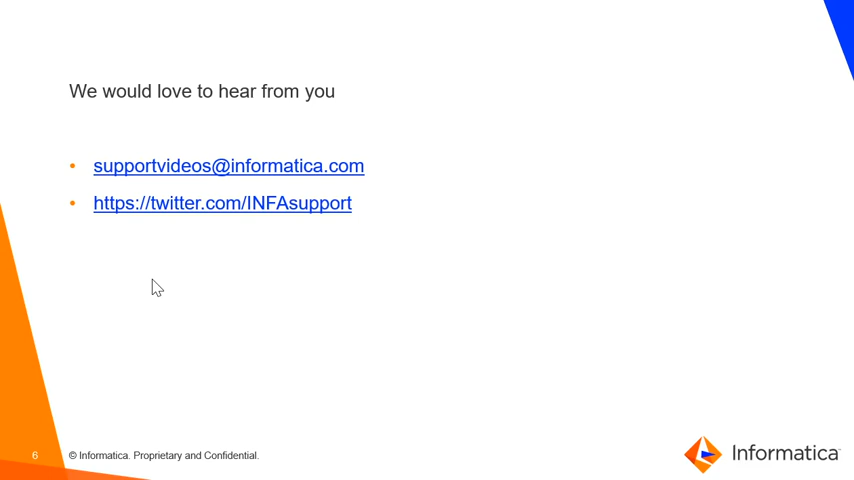 We would love to hear from you
• supportvideos@informatica.com
• https://twitter.com/INFAsupport
6 © Informatica. Proprietary and Confidential.
Informatica